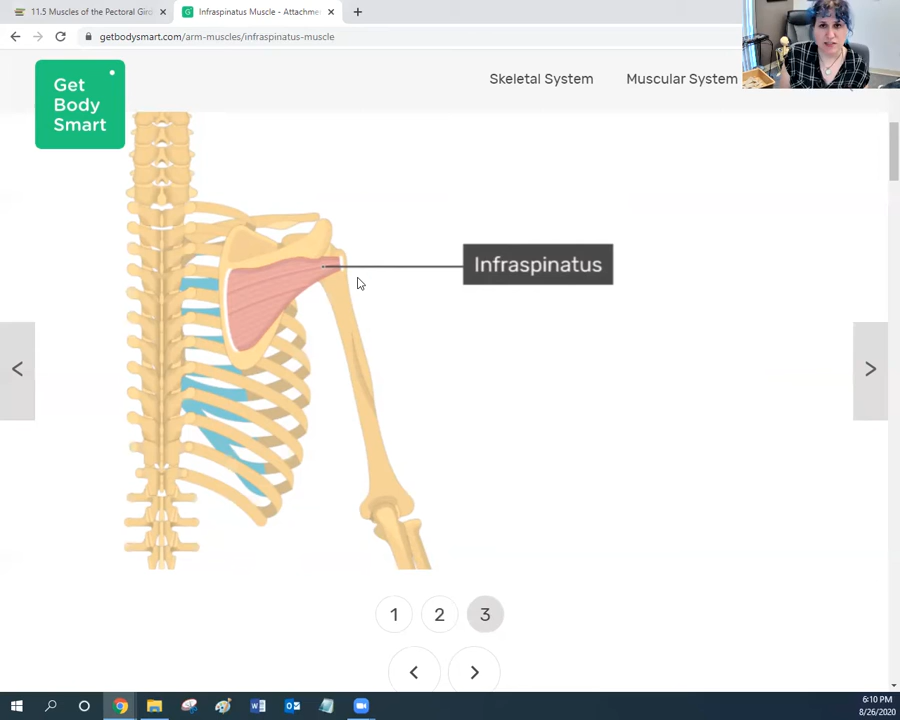 11.5 Muscles of the Pectoral Gird
Infraspinatus Muscle - Attachme
getbodysmart.com/arm-muscles/infraspinatus-muscle
Get
Body
Smart
Skeletal System
Muscular System
Infraspinatus
1 2 3
6:10 PM
8/26/2020